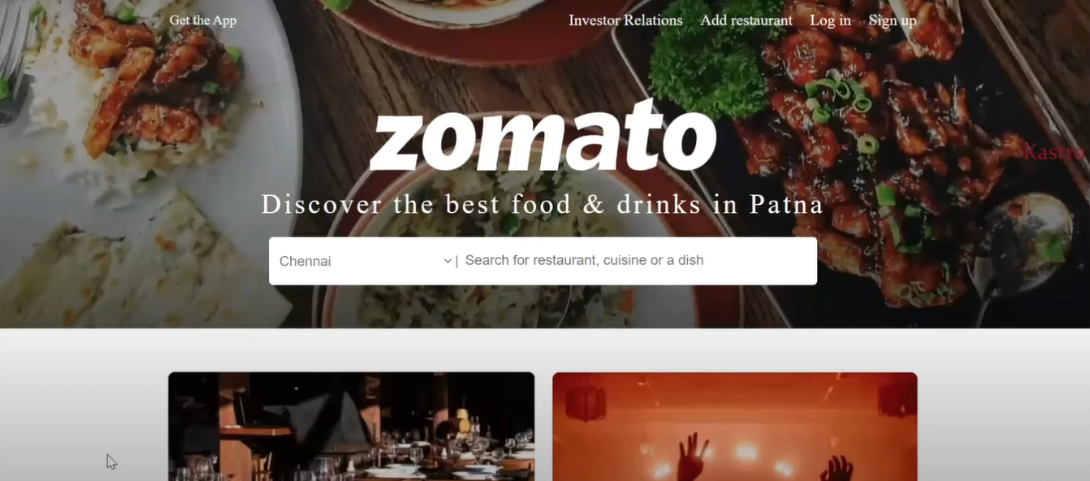 Get the App
Investor Relations Add restaurant Log in Sign up
zomato
Discover the best food & drinks in Patna
Chennai | Search for restaurant, cuisine or a dish